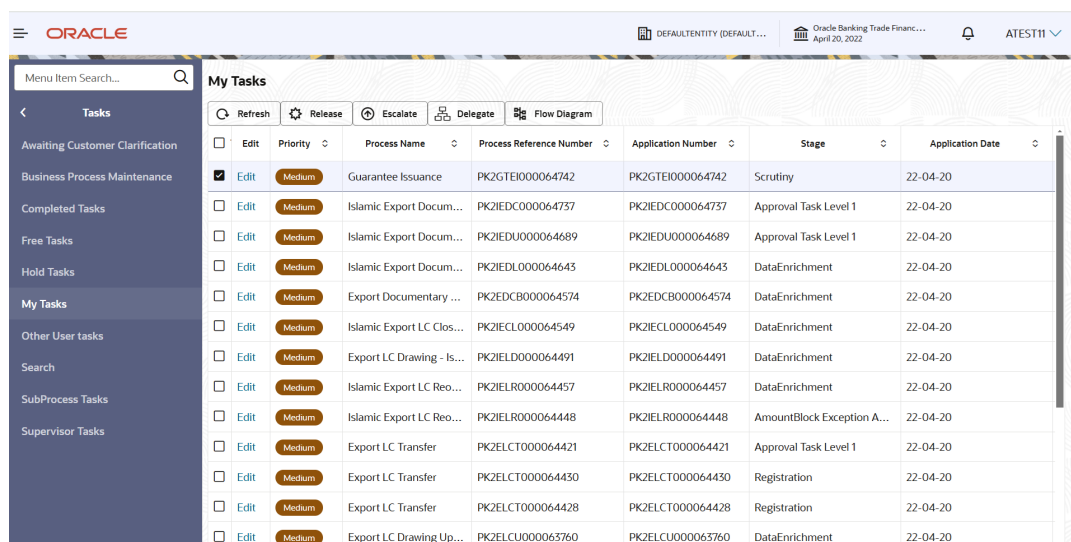 ORACLE
DEFAULTENTITY (DEFAULT...
Oracle Banking Trade Financ...
April 20, 2022
ATEST11
Menu Item Search...
Tasks
Awaiting Customer Clarification
Business Process Maintenance
Completed Tasks
Free Tasks
Hold Tasks
My Tasks
Other User tasks
Search
SubProcess Tasks
Supervisor Tasks
My Tasks
Refresh Release Escalate Delegate Flow Diagram
Edit Priority Process Name Process Reference Number Application Number Stage Application Date
Edit Medium Guarantee Issuance PK2GTEI000064742 PK2GTEI000064742 Scrutiny 22-04-20
Edit Medium Islamic Export Docum... PK2IEDC000064737 PK2IEDC000064737 Approval Task Level 1 22-04-20
Edit Medium Islamic Export Docum... PK2IEDU000064689 PK2IEDU000064689 Approval Task Level 1 22-04-20
Edit Medium Islamic Export Docum... PK2IEDL000064643 PK2IEDL000064643 DataEnrichment 22-04-20
Edit Medium Export Documentary ... PK2EDCB000064574 PK2EDCB000064574 DataEnrichment 22-04-20
Edit Medium Islamic Export LC Clos... PK2IECL000064549 PK2IECL000064549 DataEnrichment 22-04-20
Edit Medium Export LC Drawing - Is... PK2IELD000064491 PK2IELD000064491 DataEnrichment 22-04-20
Edit Medium Islamic Export LC Reo... PK2IELR000064457 PK2IELR000064457 DataEnrichment 22-04-20
Edit Medium Islamic Export LC Reo... PK2IELR000064448 PK2IELR000064448 AmountBlock Exception A... 22-04-20
Edit Medium Export LC Transfer PK2ELCT000064421 PK2ELCT000064421 Approval Task Level 1 22-04-20
Edit Medium Export LC Transfer PK2ELCT000064430 PK2ELCT000064430 Registration 22-04-20
Edit Medium Export LC Transfer PK2ELCT000064428 PK2ELCT000064428 Registration 22-04-20
Edit Medium Export LC Drawing Up... PK2ELCU000063760 PK2ELCU000063760 DataEnrichment 22-04-20